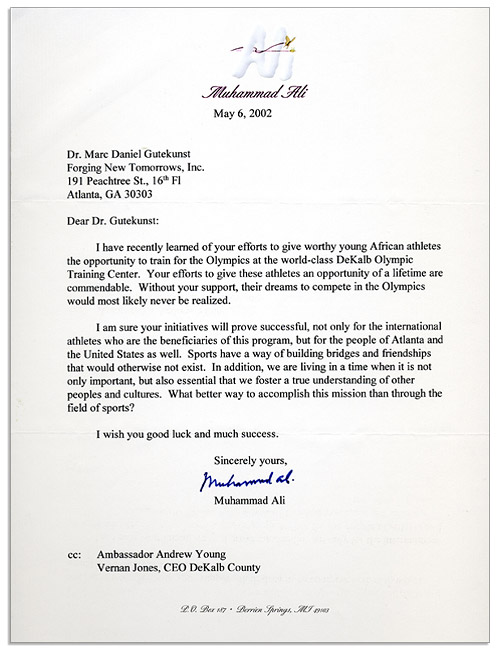 Ali
Muhammad Ali
May 6, 2002
Dr. Marc Daniel Gutekunst
Forging New Tomorrows, Inc.
191 Peachtree St., 16th Fl
Atlanta, GA 30303
Dear Dr. Gutekunst:
I have recently learned of your efforts to give worthy young African athletes
the opportunity to train for the Olympics at the world-class DeKalb Olympic
Training Center. Your efforts to give these athletes an opportunity of a lifetime are
commendable. Without your support, their dreams to compete in the Olympics
would most likely never be realized.
I am sure your initiatives will prove successful, not only for the international
athletes who are the beneficiaries of this program, but for the people of Atlanta and
the United States as well. Sports have a way of building bridges and friendships
that would otherwise not exist. In addition, we are living in a time when it is not
only important, but also essential that we foster a true understanding of other
peoples and cultures. What better way to accomplish this mission than through the
field of sports?
I wish you good luck and much success.
Sincerely yours,
Muhammad Ali
Muhammad Ali
cc: Ambassador Andrew Young
Vernan Jones, CEO DeKalb County
P.O. Box 187 • Berrien Springs, MI 49103